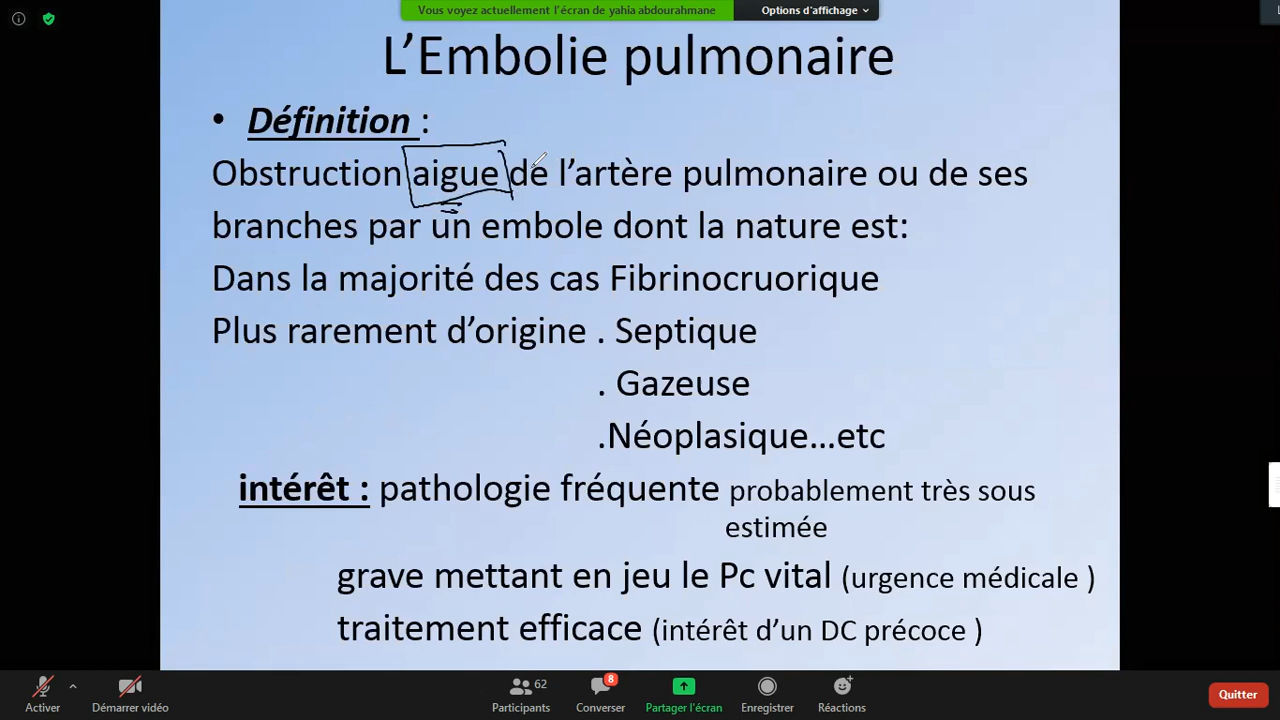 Vous voyez actuellement l'écran de yahia abdourahmane
Options d'affichage
L'Embolie pulmonaire
• Définition :
Obstruction aigue de l'artère pulmonaire ou de ses
branches par un embole dont la nature est:
Dans la majorité des cas Fibrinocruorique
Plus rarement d'origine . Septique
. Gazeuse
.Néoplasique...etc
intérêt : pathologie fréquente probablement très sous
estimée
grave mettant en jeu le Pc vital (urgence médicale )
traitement efficace (intérêt d'un DC précoce )
Activer
Démarrer vidéo
62
Participants
8
Converser
Partager l'écran
Enregistrer
Réactions
Quitter